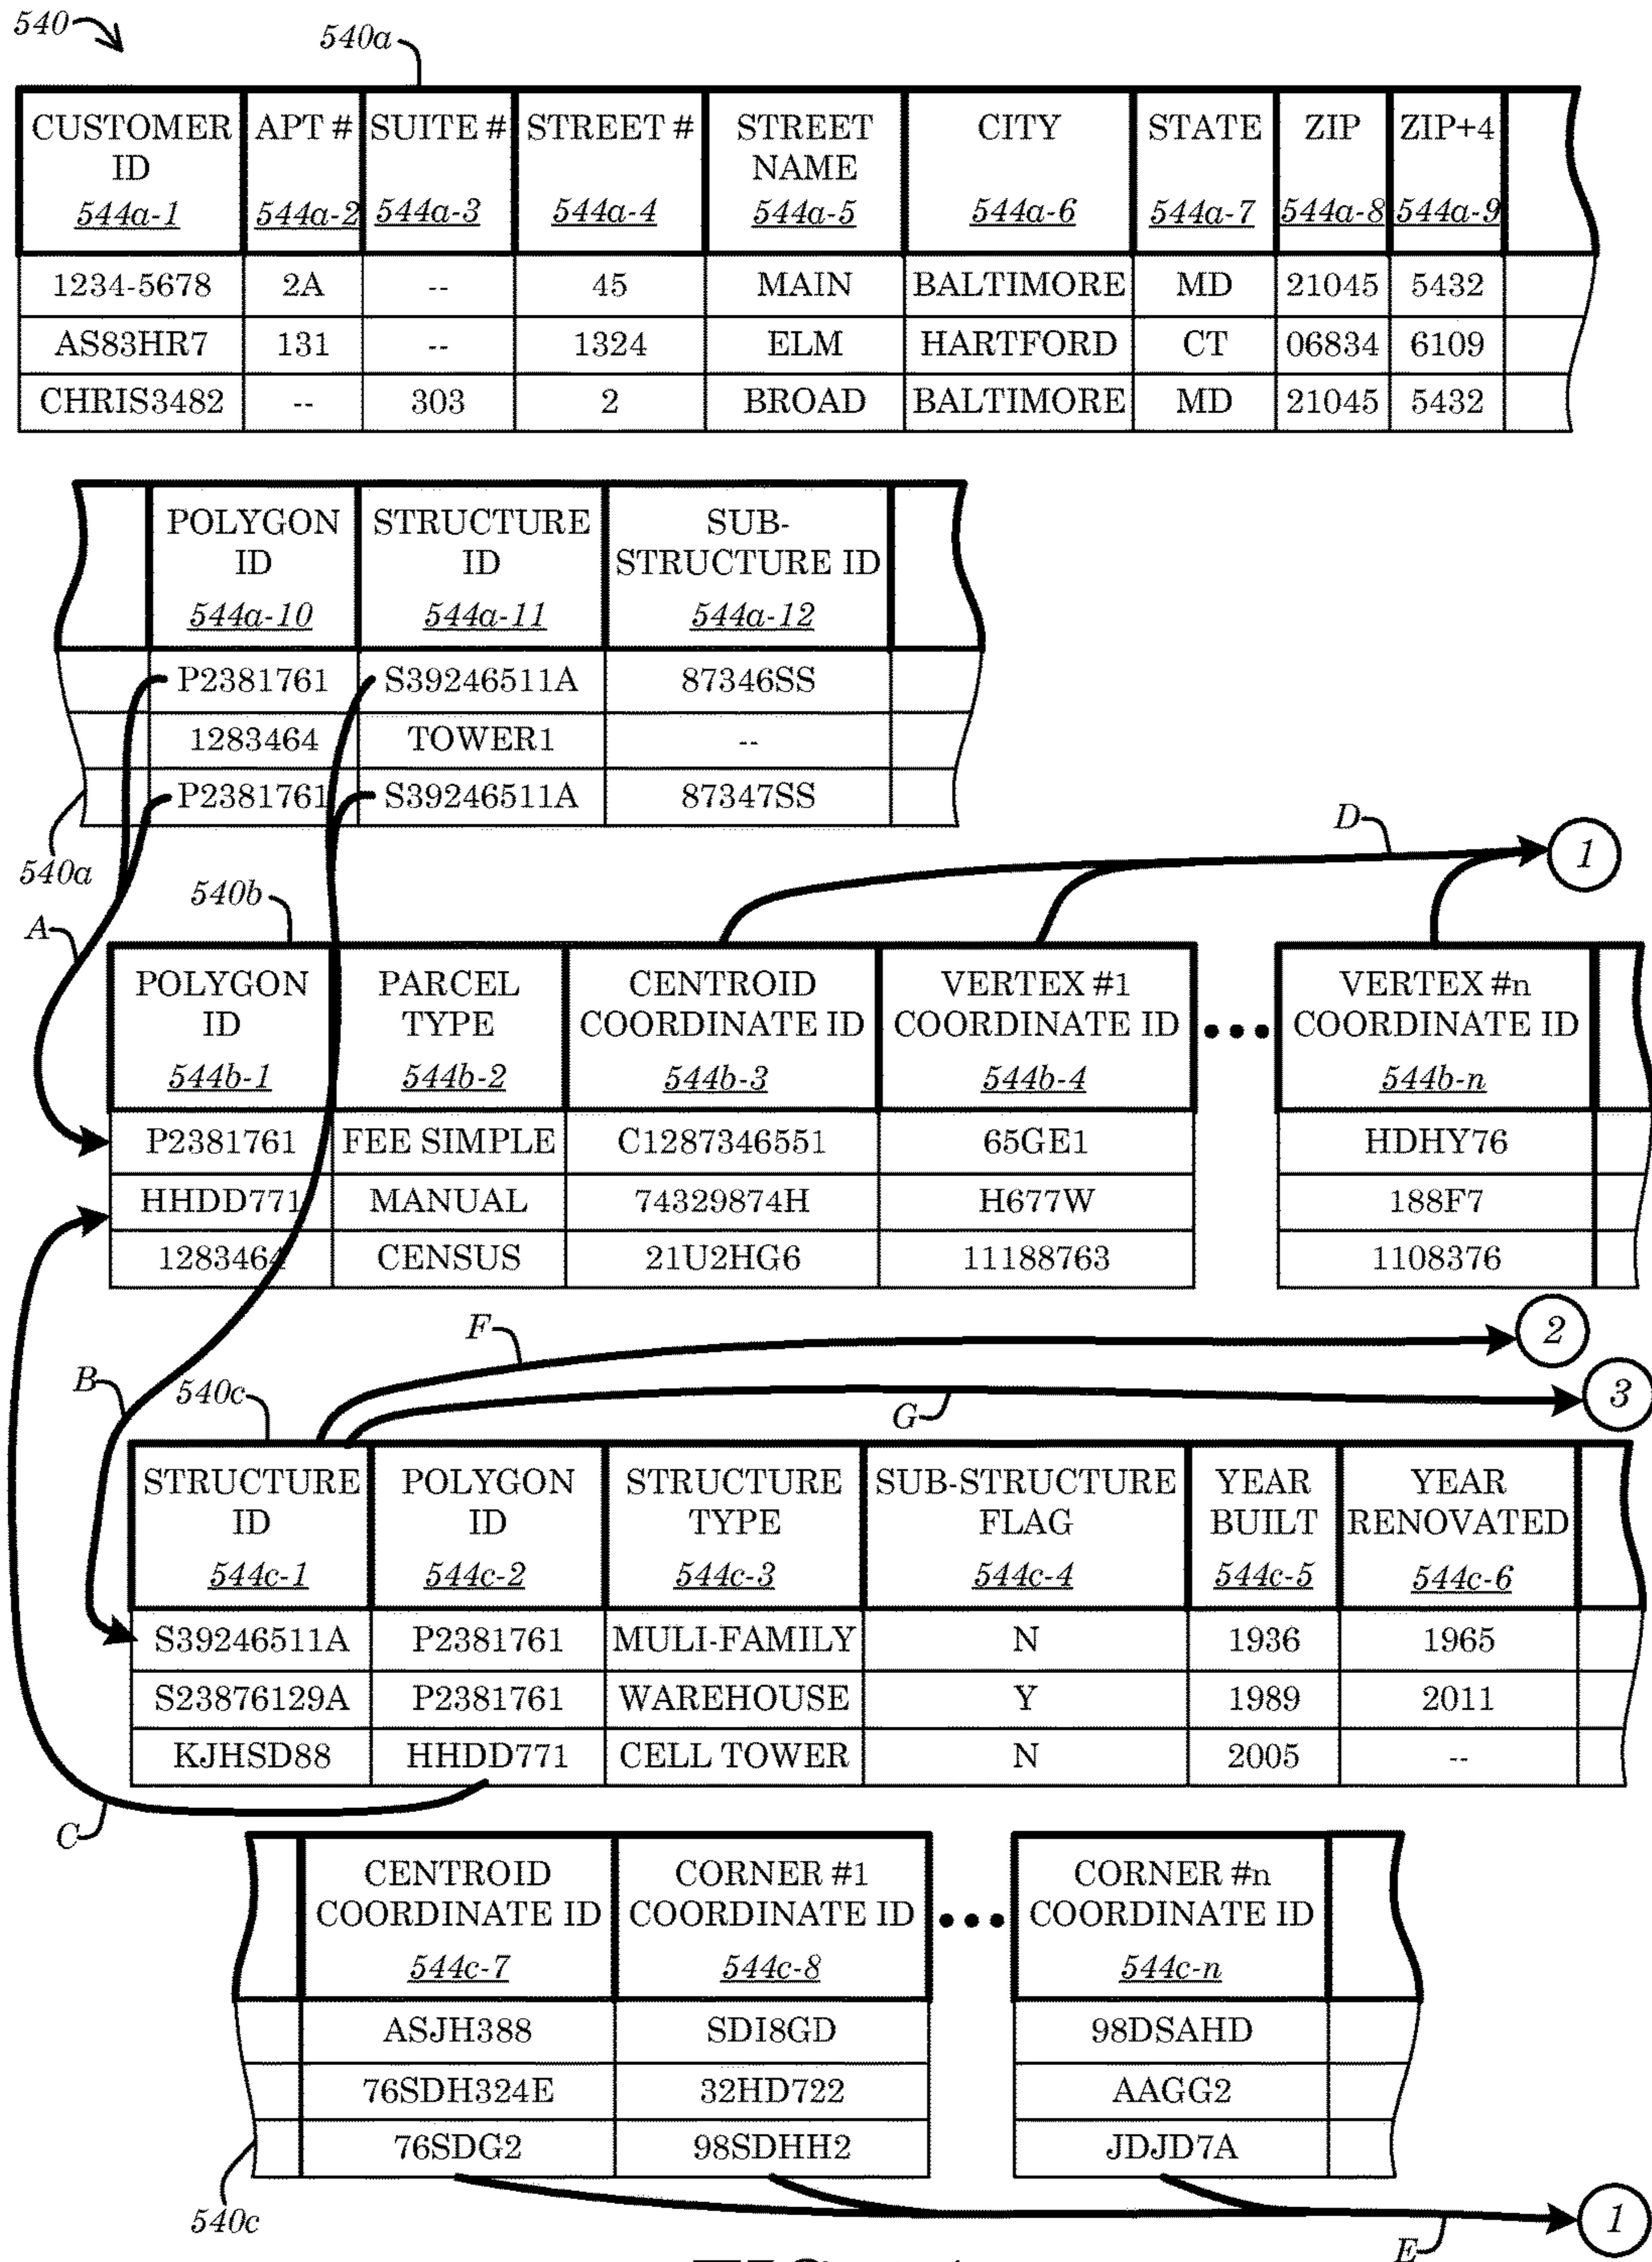 540
540a
CUSTOMER ID 544a-1 APT # 544a-2 SUITE # 544a-3 STREET # 544a-4 STREET NAME 544a-5 CITY 544a-6 STATE 544a-7 ZIP 544a-8 ZIP+4 544a-9
1234-5678 2A -- 45 MAIN BALTIMORE MD 21045 5432
AS83HR7 131 -- 1324 ELM HARTFORD CT 06834 6109
CHRIS3482 -- 303 2 BROAD BALTIMORE MD 21045 5432
POLYGON ID 544a-10 STRUCTURE ID 544a-11 SUB-STRUCTURE ID 544a-12
P2381761 S39246511A 87346SS
1283464 TOWER1 --
P2381761 S39246511A 87347SS
540a
D
1
540b
A
POLYGON ID 544b-1 PARCEL TYPE 544b-2 CENTROID COORDINATE ID 544b-3 VERTEX #1 COORDINATE ID 544b-4 VERTEX #n COORDINATE ID 544b-n
P2381761 FEE SIMPLE C1287346551 65GE1 HDHY76
HHDD771 MANUAL 74329874H H677W 188F7
1283464 CENSUS 21U2HG6 11188763 1108376
F
2
B
540c
G
3
STRUCTURE ID 544c-1 POLYGON ID 544c-2 STRUCTURE TYPE 544c-3 SUB-STRUCTURE FLAG 544c-4 YEAR BUILT 544c-5 YEAR RENOVATED 544c-6
S39246511A P2381761 MULI-FAMILY N 1936 1965
S23876129A P2381761 WAREHOUSE Y 1989 2011
KJHSD88 HHDD771 CELL TOWER N 2005 --
C
CENTROID COORDINATE ID 544c-7 CORNER #1 COORDINATE ID 544c-8 CORNER #n COORDINATE ID 544c-n
ASJH388 SDI8GD 98DSAHD
76SDH324E 32HD722 AAGG2
76SDG2 98SDHH2 JDJD7A
540c
1
E